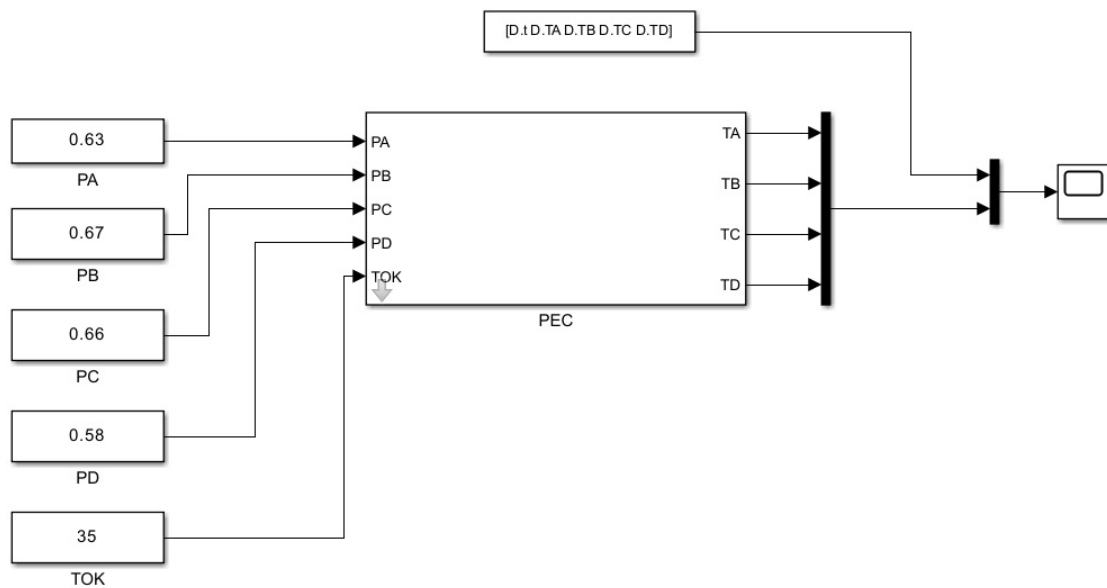 [D.t D.TA D.TB D.TC D.TD]
0.63
PA
0.67
PB
0.66
PC
0.58
PD
35
TOK
PA
PB
PC
PD
TOK
TA
TB
TC
TD
PEC